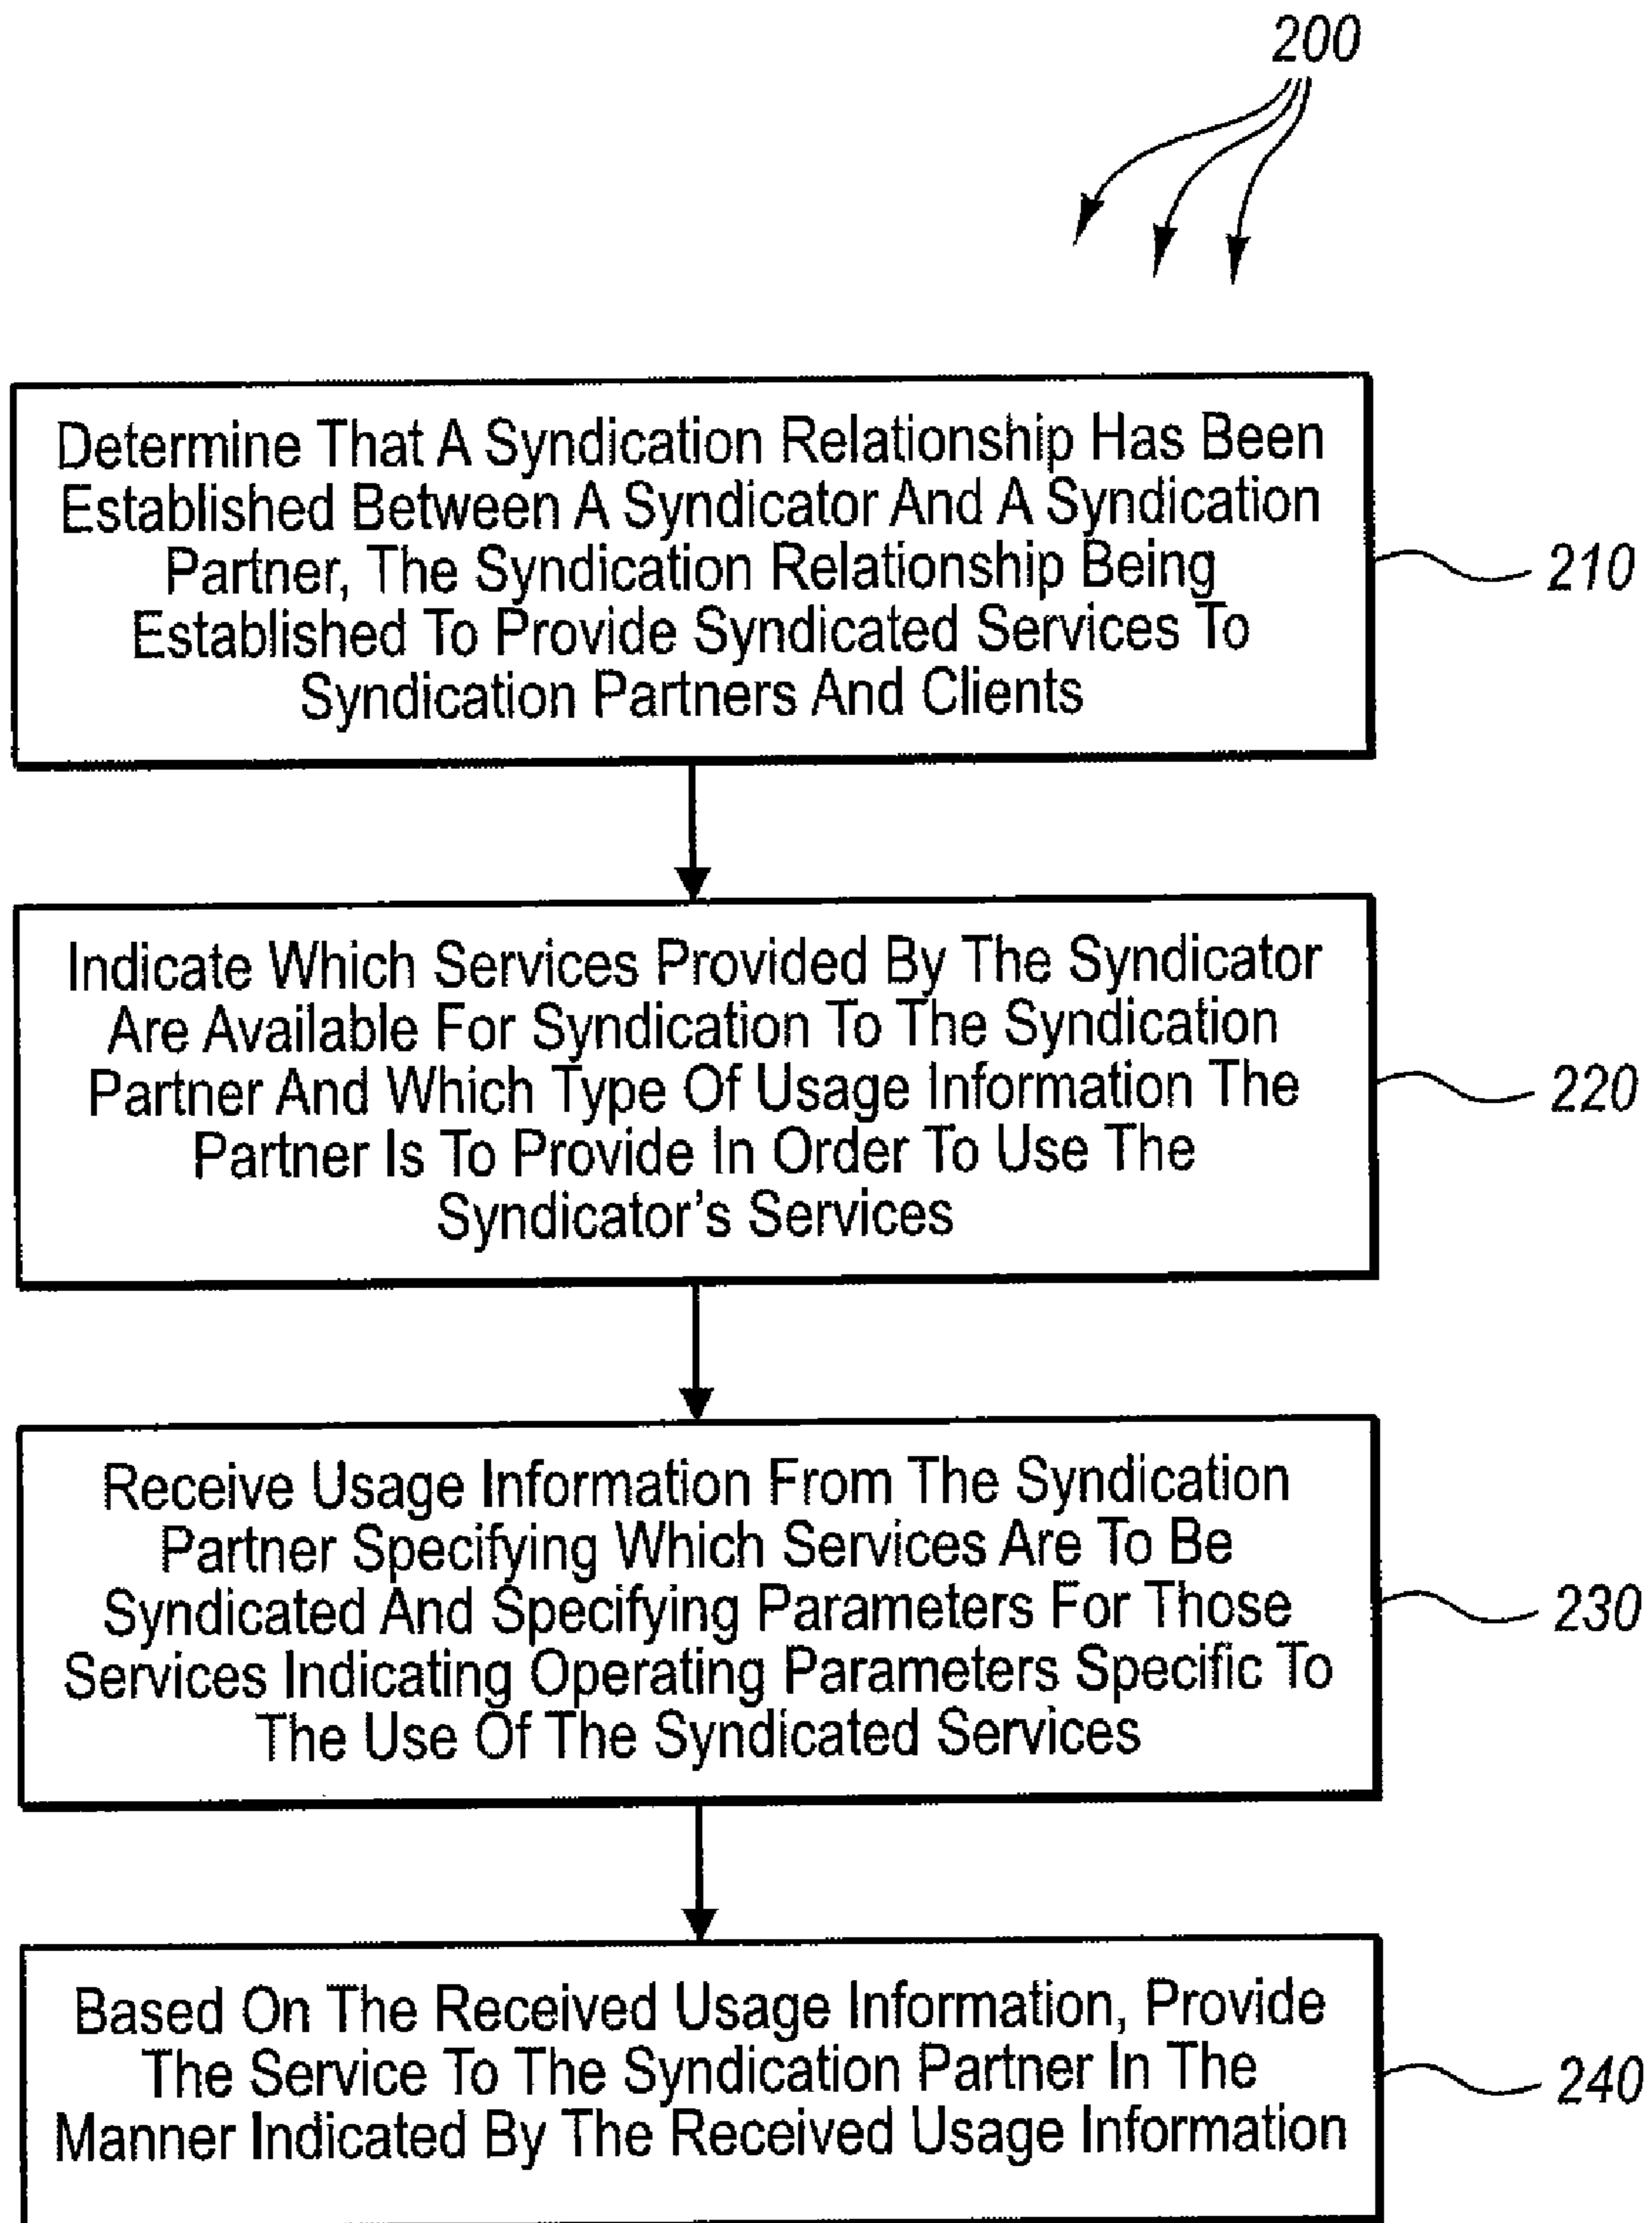 200
Determine That A Syndication Relationship Has Been
Established Between A Syndicator And A Syndication
Partner, The Syndication Relationship Being
Established To Provide Syndicated Services To
Syndication Partners And Clients
210
Indicate Which Services Provided By The Syndicator
Are Available For Syndication To The Syndication
Partner And Which Type Of Usage Information The
Partner Is To Provide In Order To Use The
Syndicator's Services
220
Receive Usage Information From The Syndication
Partner Specifying Which Services Are To Be
Syndicated And Specifying Parameters For Those
Services Indicating Operating Parameters Specific To
The Use Of The Syndicated Services
230
Based On The Received Usage Information, Provide
The Service To The Syndication Partner In The
Manner Indicated By The Received Usage Information
240